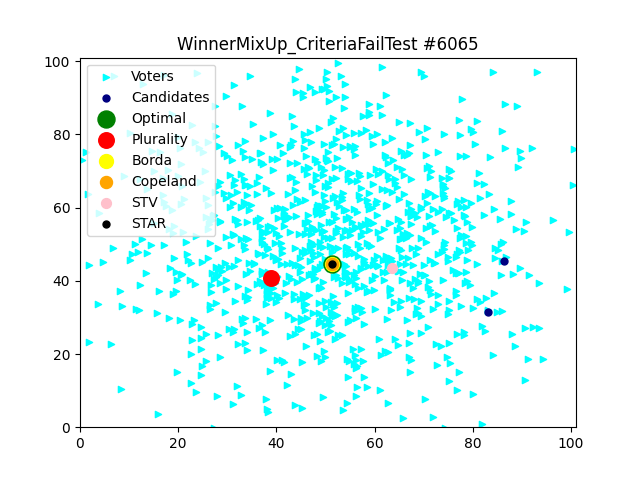 WinnerMixUp_CriteriaFailTest #6065
100
80
60
40
20
0
0
20
40
60
80
100
Voters
Candidates
Optimal
Plurality
Borda
Copeland
STV
STAR